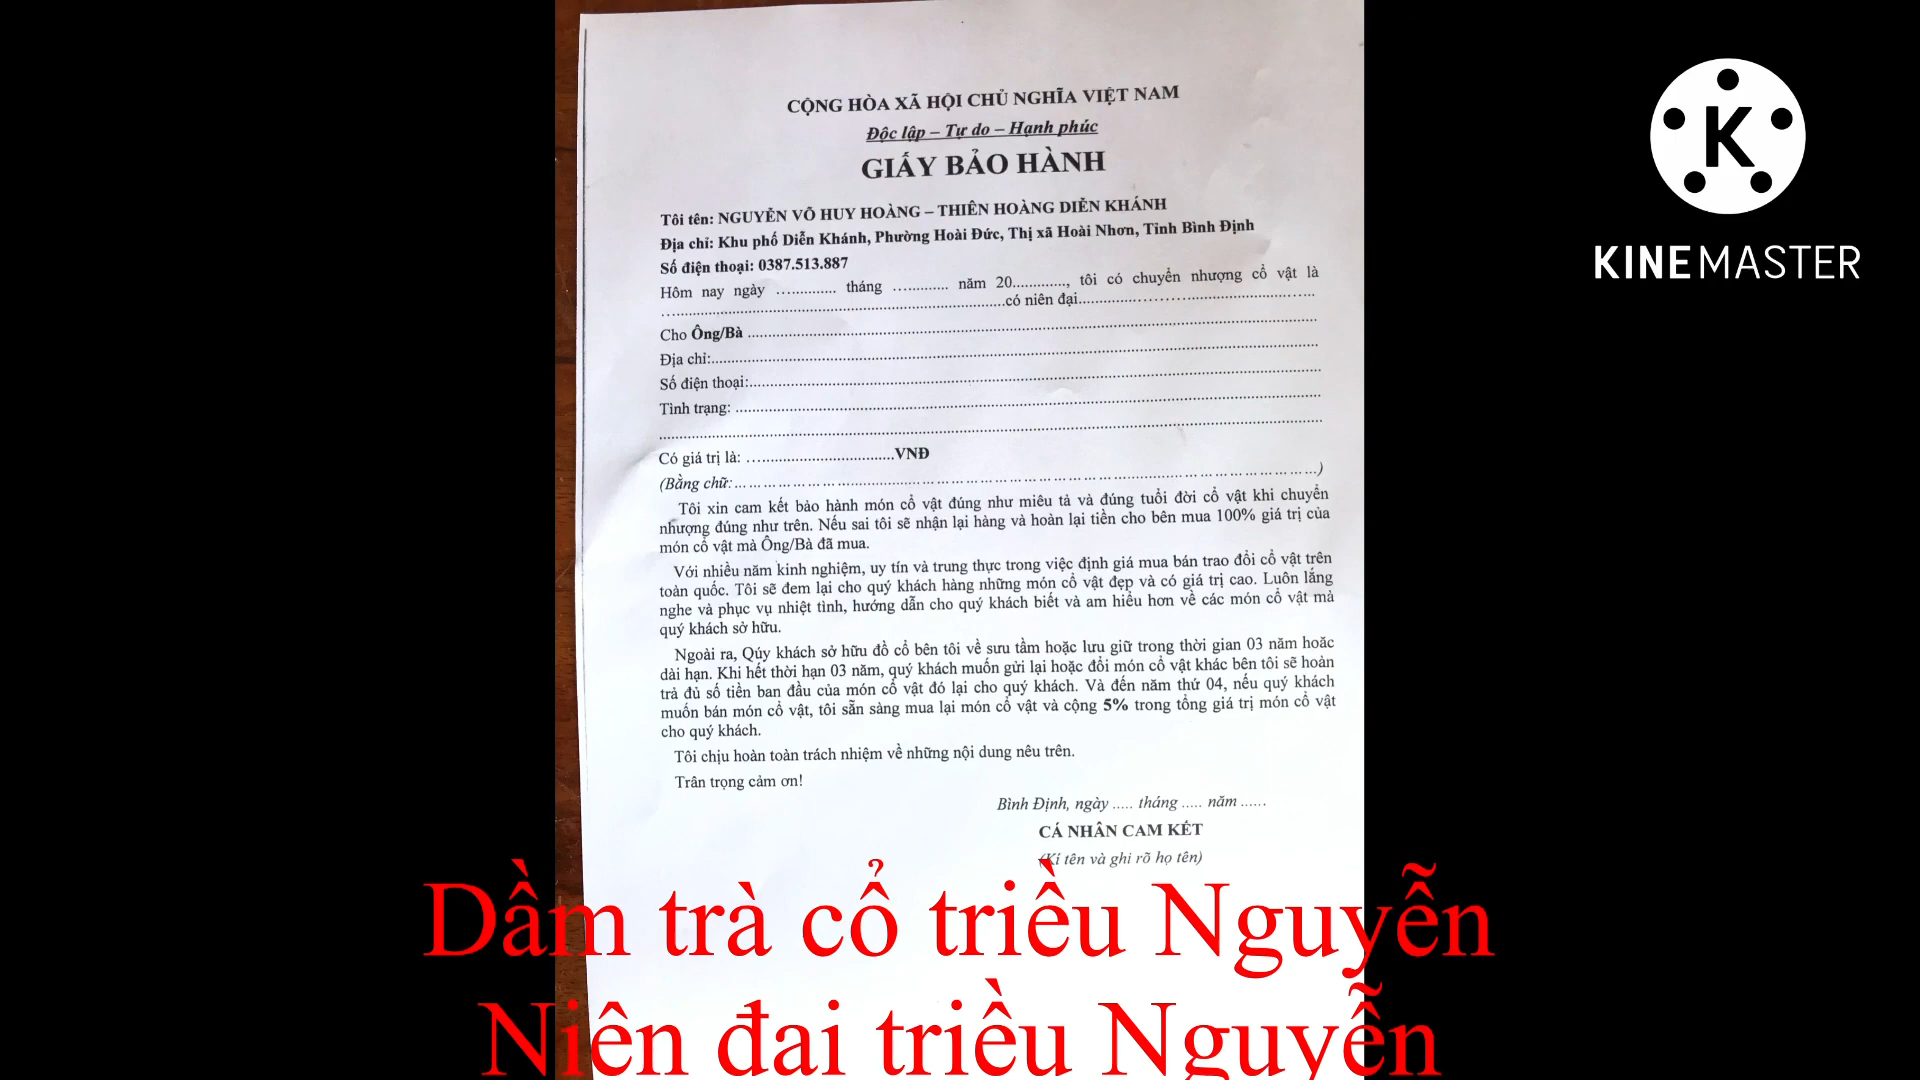 CỘNG HÒA XÃ HỘI CHỦ NGHĨA VIỆT NAM
Độc lập – Tự do – Hạnh phúc
GIẤY BẢO HÀNH
Tôi tên: NGUYỄN VÕ HUY HOÀNG – THIÊN HOÀNG DIỄN KHÁNH
Địa chỉ: Khu phố Diễn Khánh, Phường Hoài Đức, Thị xã Hoài Nhơn, Tỉnh Bình Định
Số điện thoại: 0387.513.887
Hôm nay ngày .............. tháng .............. năm 20............., tôi có chuyển nhượng cổ vật là
....................................................................................có niên đại..........................................................
Cho Ông/Bà ..............................................................................................................................................
Địa chỉ:.......................................................................................................................................................
Số điện thoại:..............................................................................................................................................
Tình trạng: ..................................................................................................................................................
....................................................................................................................................................................
Có giá trị là: .....................................VNĐ
(Bằng chữ:.................................................................................................................................................)
Tôi xin cam kết bảo hành món cổ vật đúng như miêu tả và đúng tuổi đời cổ vật khi chuyển
nhượng đúng như trên. Nếu sai tôi sẽ nhận lại hàng và hoàn lại tiền cho bên mua 100% giá trị của
món cổ vật mà Ông/Bà đã mua.
Với nhiều năm kinh nghiệm, uy tín và trung thực trong việc định giá mua bán trao đổi cổ vật trên
toàn quốc. Tôi sẽ đem lại cho quý khách hàng những món cổ vật đẹp và có giá trị cao. Luôn lắng
nghe và phục vụ nhiệt tình, hướng dẫn cho quý khách biết và am hiểu hơn về các món cổ vật mà
quý khách sở hữu.
Ngoài ra, Qúy khách sở hữu đồ cổ bên tôi về sưu tầm hoặc lưu giữ trong thời gian 03 năm hoặc
dài hạn. Khi hết thời hạn 03 năm, quý khách muốn gửi lại hoặc đổi món cổ vật khác bên tôi sẽ hoàn
trả đủ số tiền ban đầu của món cổ vật đó lại cho quý khách. Và đến năm thứ 04, nếu quý khách
muốn bán món cổ vật, tôi sẵn sàng mua lại món cổ vật và cộng 5% trong tổng giá trị món cổ vật
cho quý khách.
Tôi chịu hoàn toàn trách nhiệm về những nội dung nêu trên.
Trân trọng cảm ơn!
Bình Định, ngày ..... tháng ..... năm ......
CÁ NHÂN CAM KẾT
(Kí tên và ghi rõ họ tên)
Dầm trà cổ triều Nguyễn
Niên đai triều Nguyễn
K
KINEMASTER